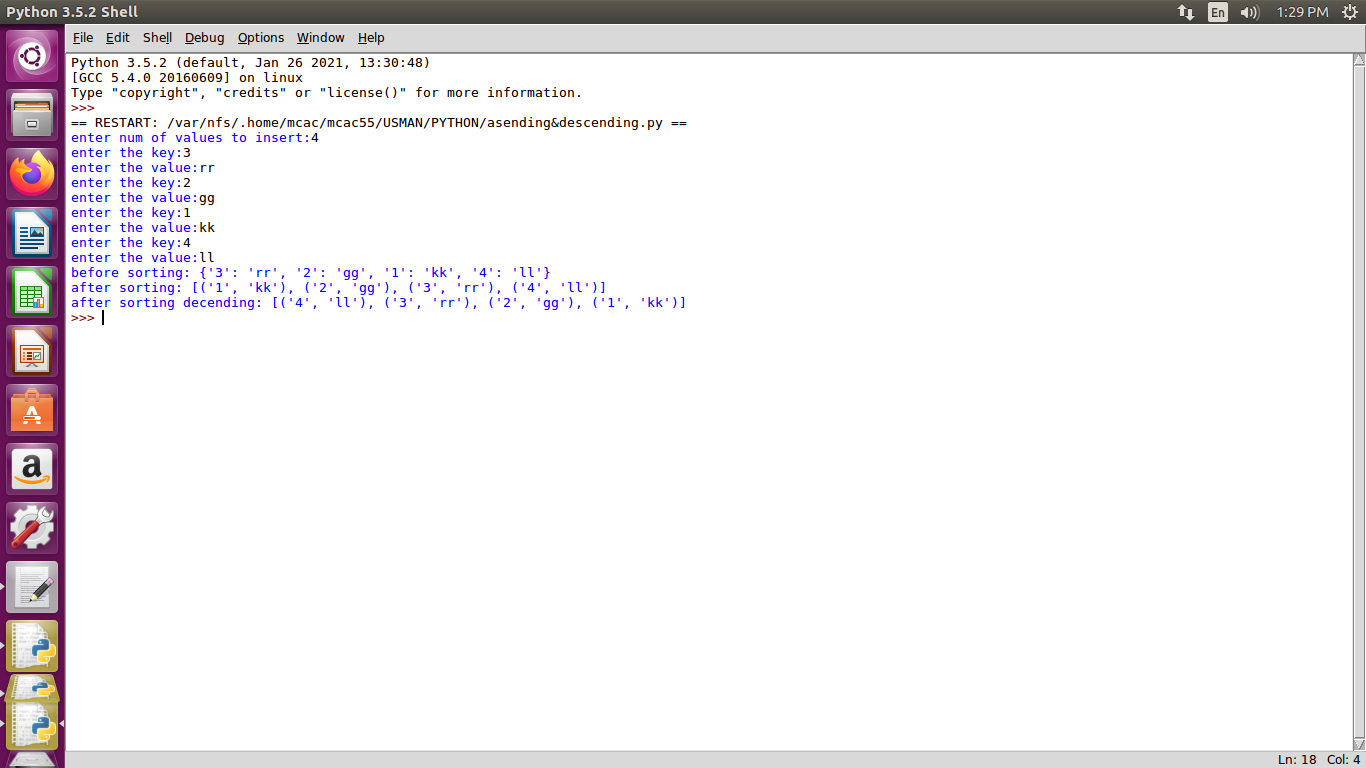 Python 3.5.2 Shell
En
1:29 PM
File Edit Shell Debug Options Window Help
Python 3.5.2 (default, Jan 26 2021, 13:30:48)
[GCC 5.4.0 20160609] on linux
Type "copyright", "credits" or "license()" for more information.
>>>
== RESTART: /var/nfs/.home/mcac/mcac55/USMAN/PYTHON/asending&descending.py ==
enter num of values to insert:4
enter the key:3
enter the value:rr
enter the key:2
enter the value:gg
enter the key:1
enter the value:kk
enter the key:4
enter the value:ll
before sorting: {'3': 'rr', '2': 'gg', '1': 'kk', '4': 'll'}
after sorting: [('1', 'kk'), ('2', 'gg'), ('3', 'rr'), ('4', 'll')]
after sorting decending: [('4', 'll'), ('3', 'rr'), ('2', 'gg'), ('1', 'kk')]
>>>
Ln: 18 Col: 4